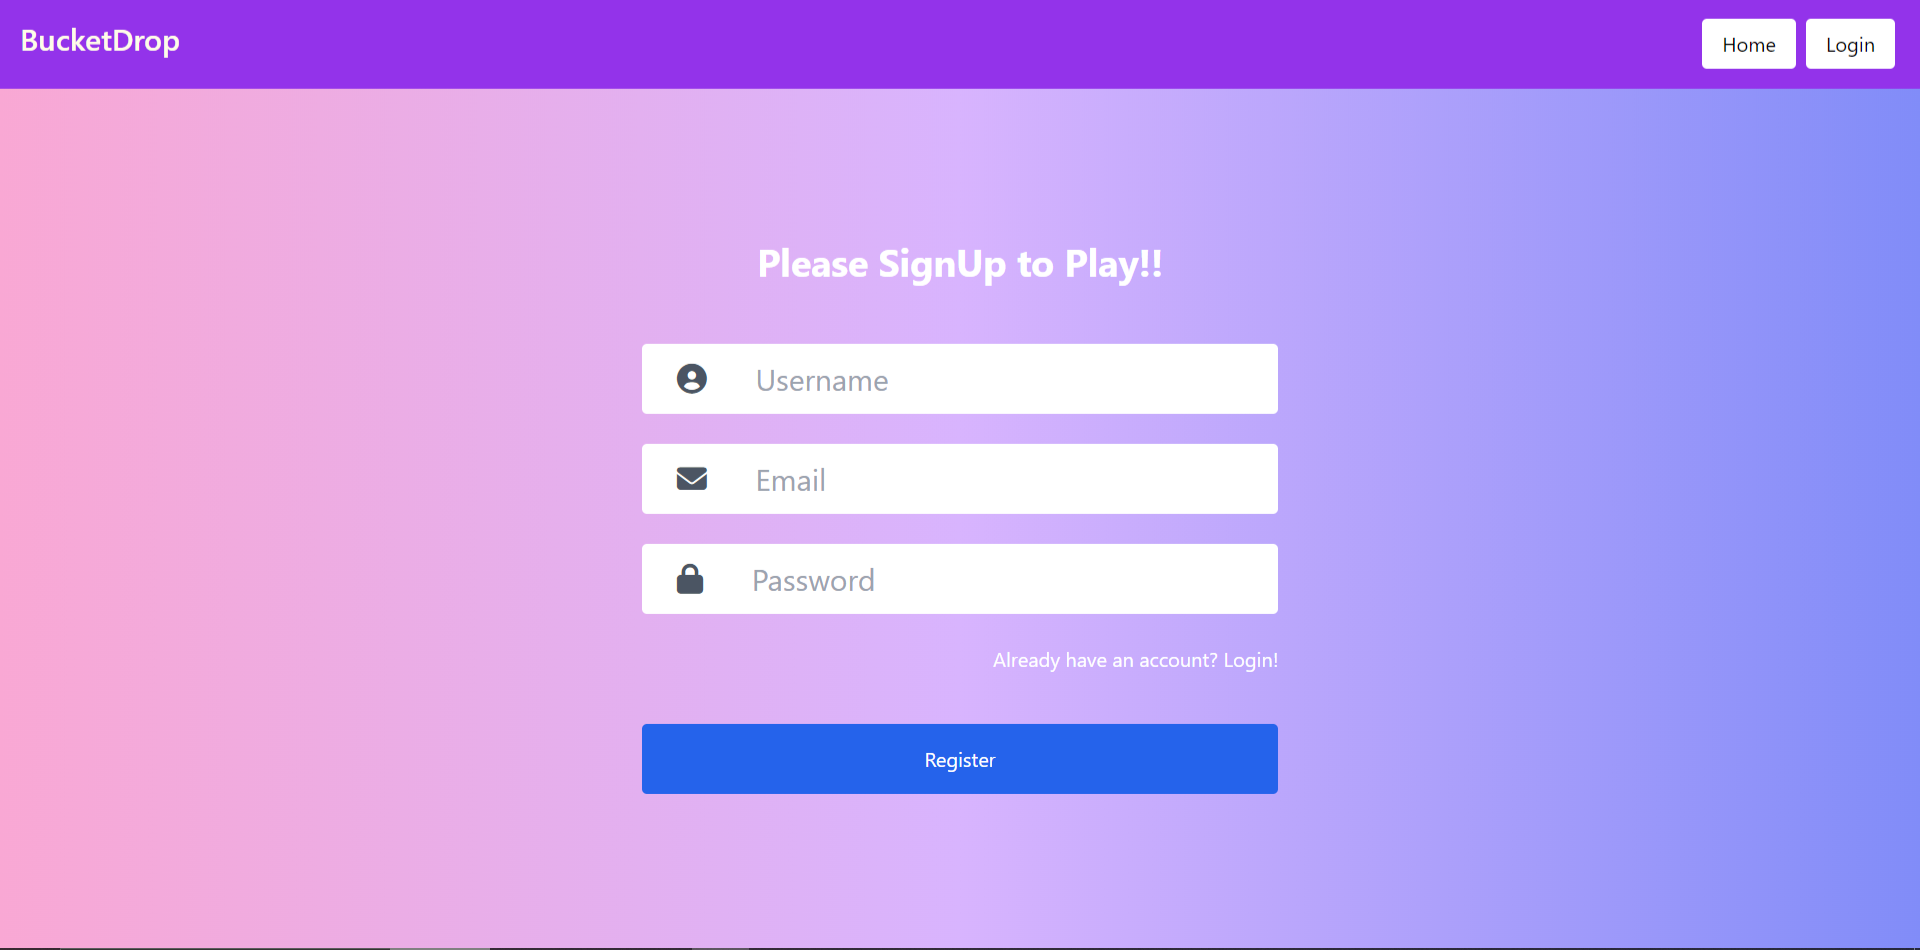 BucketDrop
Home
Login
Please SignUp to Play!!
Username
Email
Password
Already have an account? Login!
Register